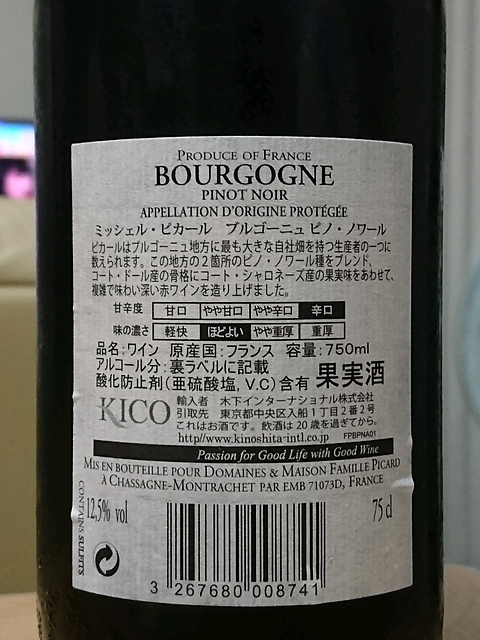 PRODUCE OF FRANCE
BOURGOGNE
PINOT NOIR
APPELLATION D'ORIGINE PROTÉGÉE
ミッシェル・ピカール ブルゴーニュ ピノ・ノワール
ピカールはブルゴーニュ地方に最も大きな自社畑を持つ生産者の一つに
数えられます。この地方の2箇所のピノ・ノワール種をブレンド、
コート・ドール産の骨格にコート・シャロネーズ産の果実味をあわせて、
複雑で味わい深い赤ワインを造り上げました。
甘辛度 甘口 やや甘口 やや辛口 辛口
味の濃さ 軽快 ほどよい やや重厚 重厚
品名:ワイン 原産国:フランス 容量:750ml
アルコール分:裏ラベルに記載
酸化防止剤(亜硫酸塩, V.C)含有 果実酒
KICO
輸入者 木下インターナショナル株式会社
引取先 東京都中央区入船1丁目2番2号
これはお酒です。飲酒は20歳を過ぎてから。
http//www.kinoshita-intl.co.jp FPBPNA01
Passion for Good Life with Good Wine
MIS EN BOUTEILLE POUR DOMAINES & MAISON FAMILLE PICARD
À CHASSAGNE-MONTRACHET PAR EMB 71073D, FRANCE
CONTAINS SULFITS
12,5% vol
75 cl
3 267680 008741